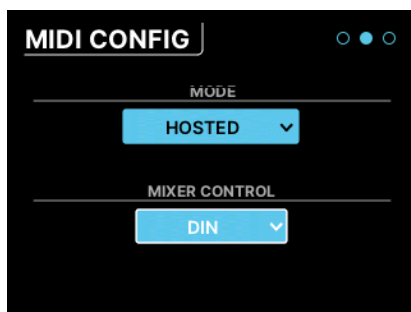 MIDI CONFIG
MODE
HOSTED
MIXER CONTROL
DIN